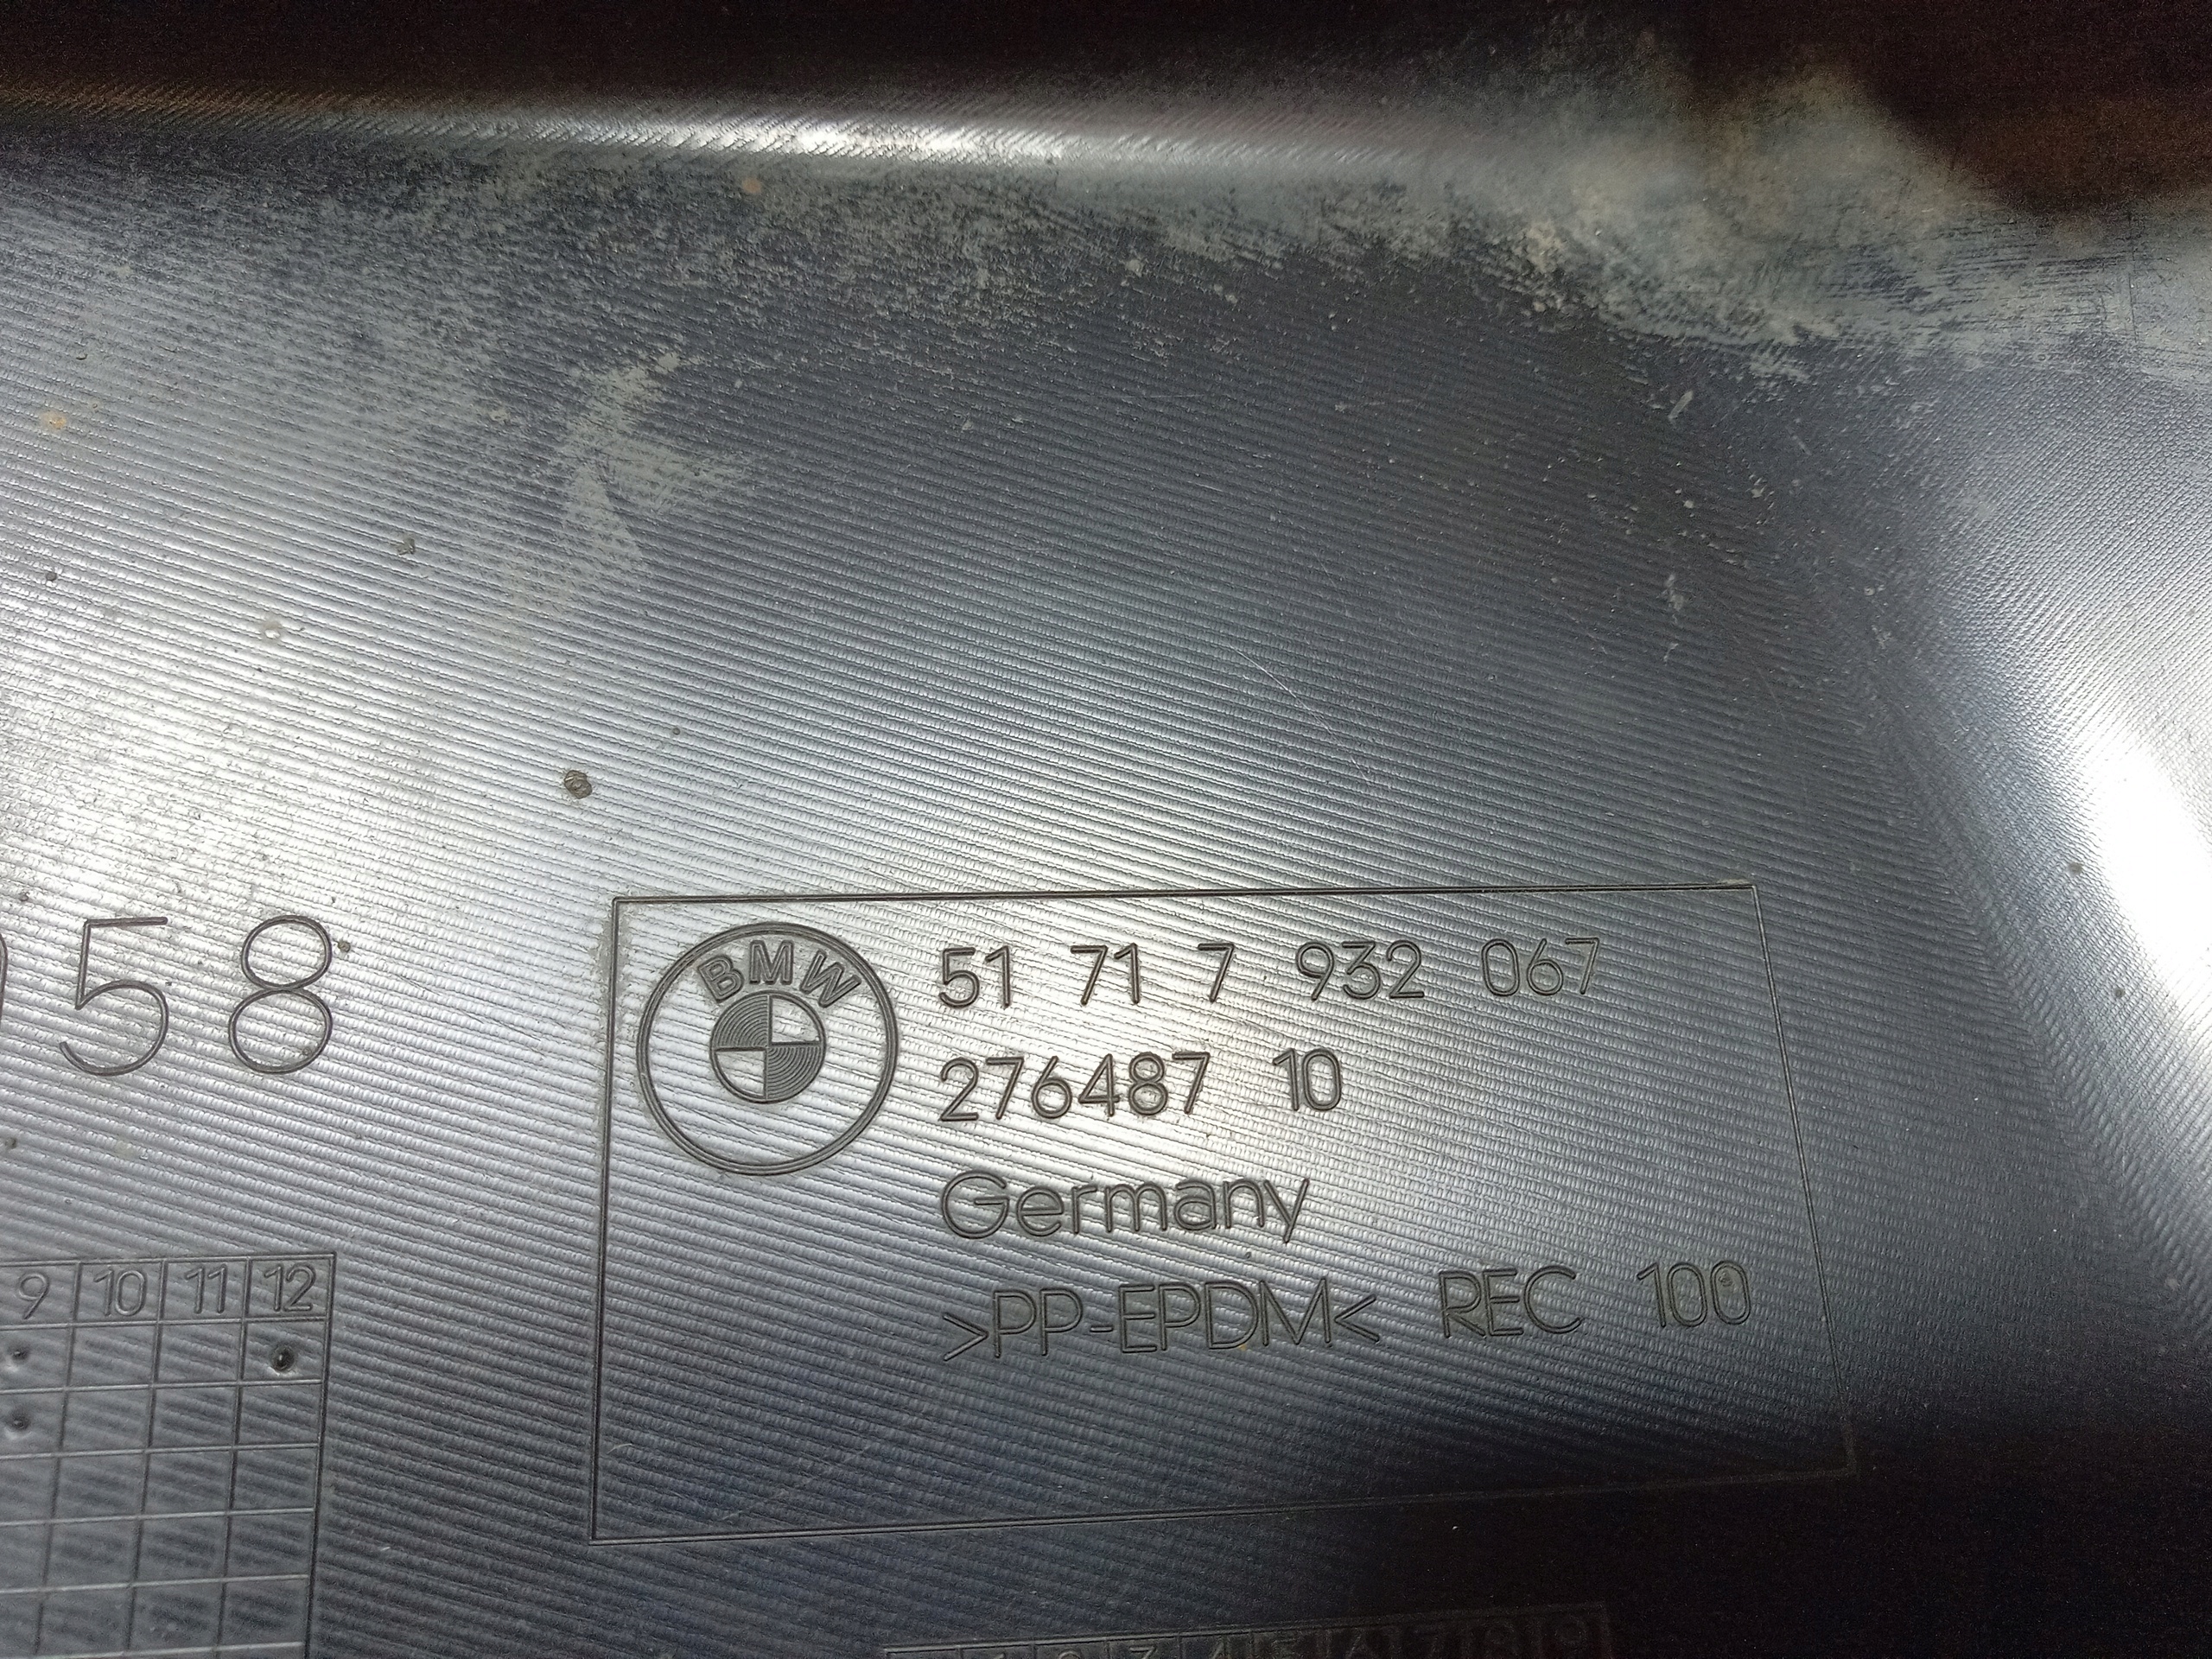 58
BMW
51 71 7 932 067
276487 10
Germany
>PP-EPDM< REC 100
9 10 11 12